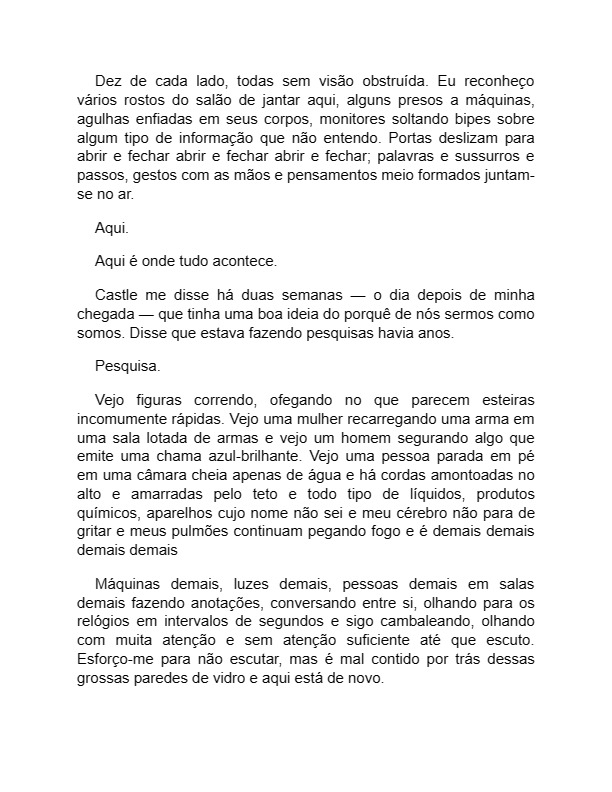 Dez de cada lado, todas sem visão obstruída. Eu reconheço
vários rostos do salão de jantar aqui, alguns presos a máquinas,
agulhas enfiadas em seus corpos, monitores soltando bipes sobre
algum tipo de informação que não entendo. Portas deslizam para
abrir e fechar abrir e fechar abrir e fechar; palavras e sussurros e
passos, gestos com as mãos e pensamentos meio formados juntam-
se no ar.
Aqui.
Aqui é onde tudo acontece.
Castle me disse há duas semanas — o dia depois de minha
chegada — que tinha uma boa ideia do porquê de nós sermos como
somos. Disse que estava fazendo pesquisas havia anos.
Pesquisa.
Vejo figuras correndo, ofegando no que parecem esteiras
incomumente rápidas. Vejo uma mulher recarregando uma arma em
uma sala lotada de armas e vejo um homem segurando algo que
emite uma chama azul-brilhante. Vejo uma pessoa parada em pé
em uma câmara cheia apenas de água e há cordas amontoadas no
alto e amarradas pelo teto e todo tipo de líquidos, produtos
químicos, aparelhos cujo nome não sei e meu cérebro não para de
gritar e meus pulmões continuam pegando fogo e é demais demais
demais demais
Máquinas demais, luzes demais, pessoas demais em salas
demais fazendo anotações, conversando entre si, olhando para os
relógios em intervalos de segundos e sigo cambaleando, olhando
com muita atenção e sem atenção suficiente até que escuto.
Esforço-me para não escutar, mas é mal contido por trás dessas
grossas paredes de vidro e aqui está de novo.